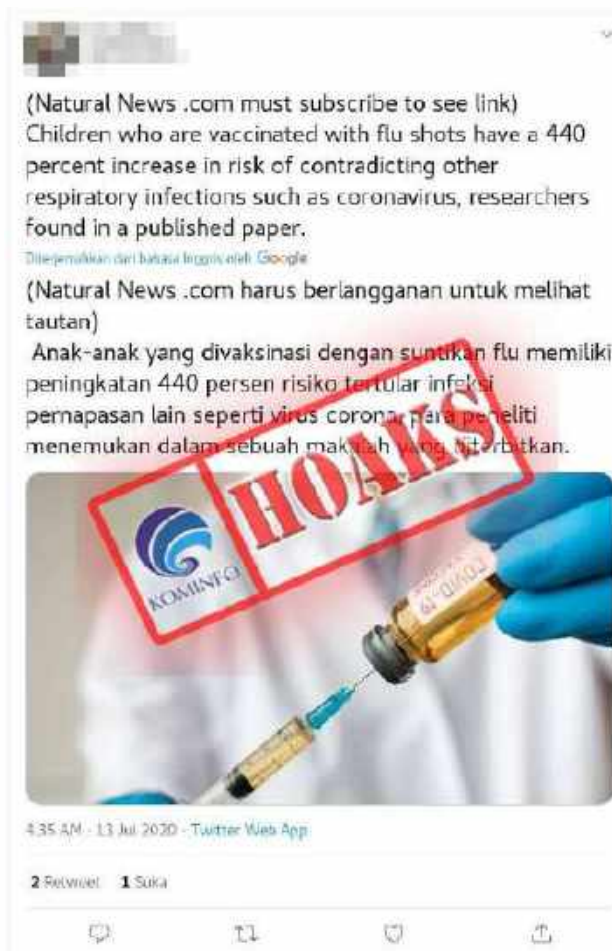 (Natural News .com must subscribe to see link)
Children who are vaccinated with flu shots have a 440
percent increase in risk of contradicting other
respiratory infections such as coronavirus, researchers
found in a published paper.
Diterjemahkan dari bahasa Inggris oleh Google
(Natural News .com harus berlangganan untuk melihat
tautan)
Anak-anak yang divaksinasi dengan suntikan flu memiliki
peningkatan 440 persen risiko tertular infeksi
pernapasan lain seperti virus corona, para peneliti
menemukan dalam sebuah makalah yang diterbitkan.
KOMINFO
HOAKS
COVID-19
4:35 AM · 13 Jul 2020 · Twitter Web App
2 Retweet 1 Suka